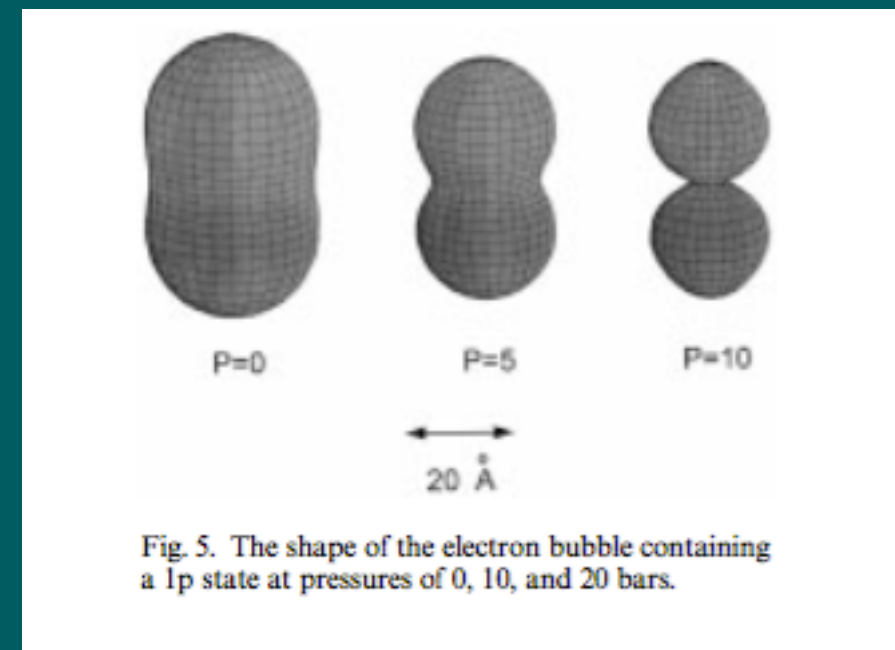 P=0 P=5 P=10
20 Å
Fig. 5. The shape of the electron bubble containing
a 1p state at pressures of 0, 10, and 20 bars.